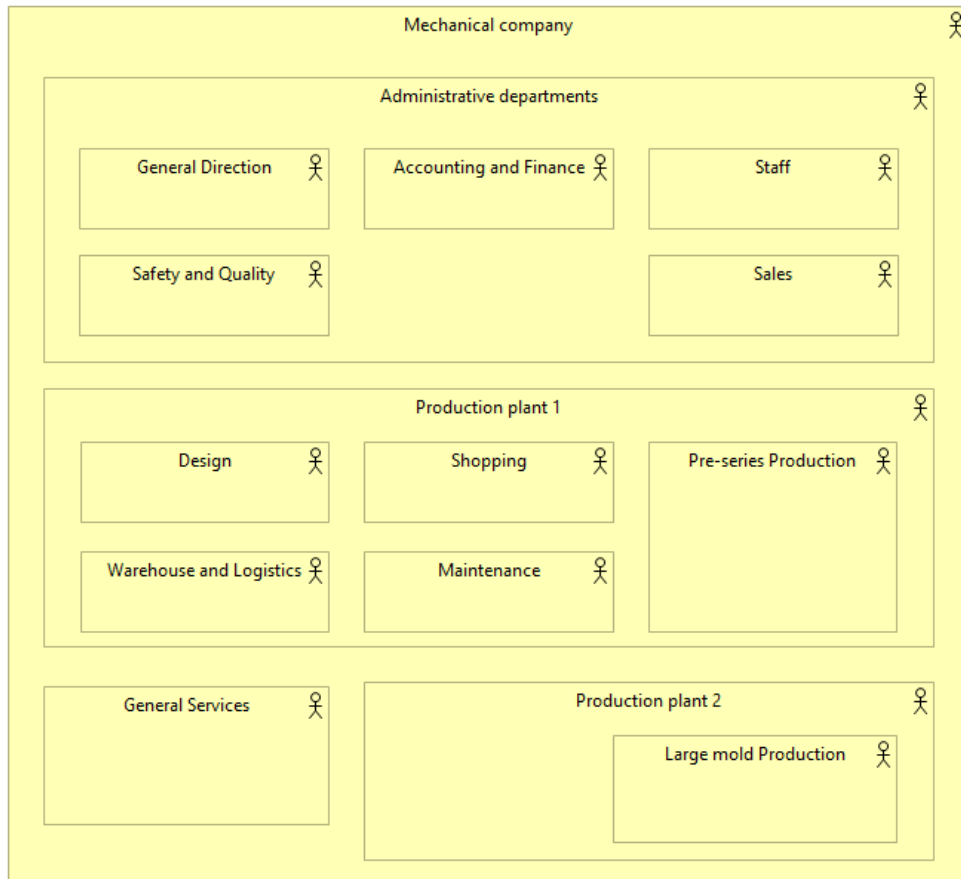 Mechanical company
Administrative departments
General Direction
Accounting and Finance
Staff
Safety and Quality
Sales
Production plant 1
Design
Shopping
Pre-series Production
Warehouse and Logistics
Maintenance
General Services
Production plant 2
Large mold Production